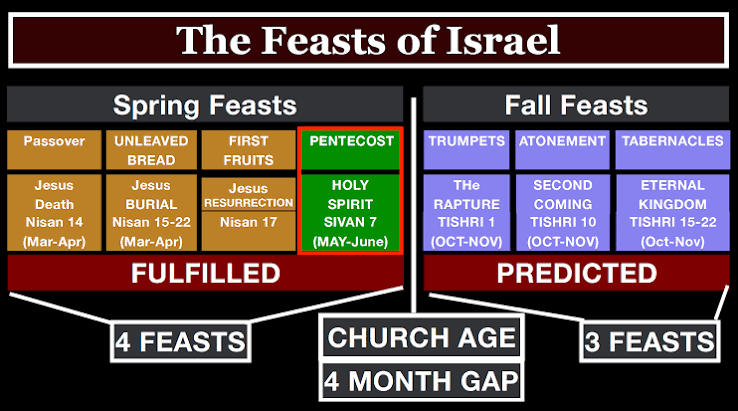 The Feasts of Israel
Spring Feasts
Fall Feasts
Passover
UNLEAVED
BREAD
FIRST
FRUITS
PENTECOST
TRUMPETS
ATONEMENT
TABERNACLES
Jesus
Death
Nisan 14
(Mar-Apr)
Jesus
BURIAL
Nisan 15-22
(Mar-Apr)
Jesus
RESURRECTION
Nisan 17
HOLY
SPIRIT
SIVAN 7
(MAY-June)
THe
RAPTURE
TISHRI 1
(OCT-NOV)
SECOND
COMING
TISHRI 10
(OCT-NOV)
ETERNAL
KINGDOM
TISHRI 15-22
(Oct-Nov)
FULFILLED
PREDICTED
4 FEASTS
CHURCH AGE
4 MONTH GAP
3 FEASTS